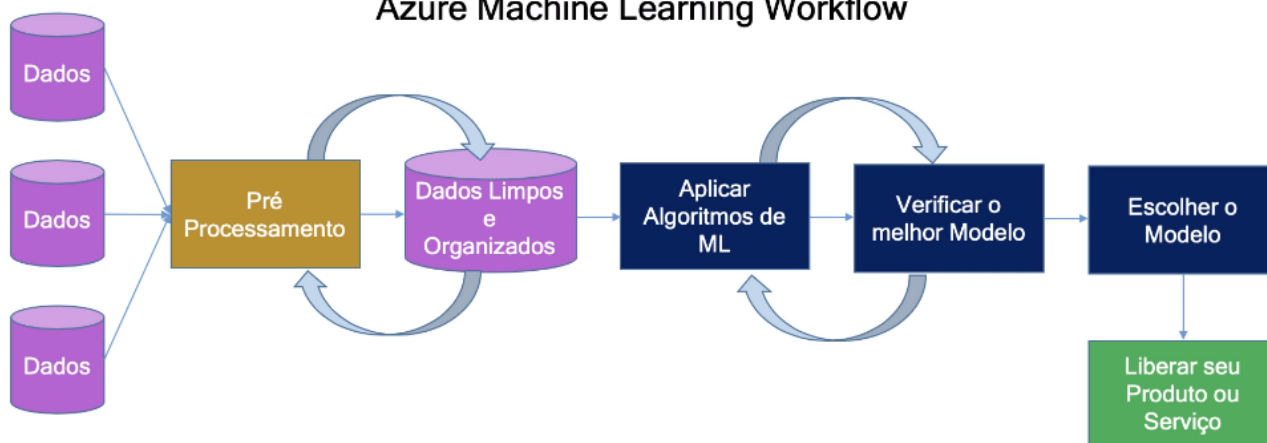 Azure Machine Learning Workflow
Dados
Dados
Dados
Pré
Processamento
Dados Limpos
e
Organizados
Aplicar
Algoritmos de
ML
Verificar o
melhor Modelo
Escolher o
Modelo
Liberar seu
Produto ou
Serviço